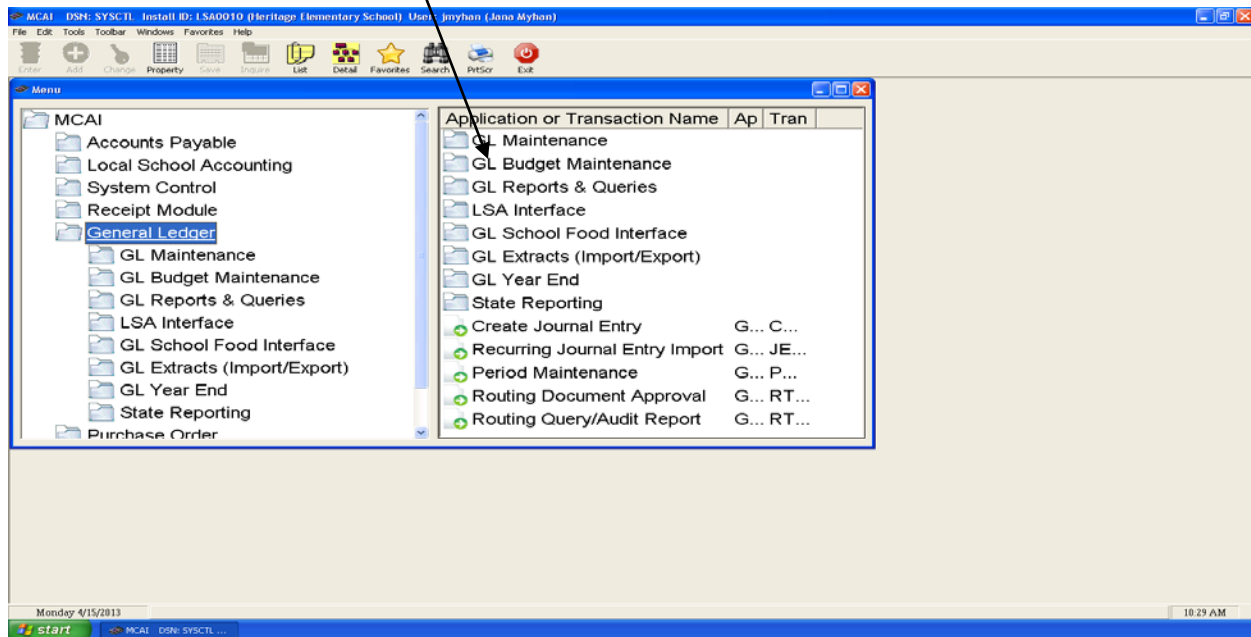 MCAI DSN: SYSCTL Install ID: LSA0010 (Heritage Elementary School) User: jmyhan (Jana Myhan)
File Edit Tools Toolbar Windows Favorites Help
Enter Add Change Property Save Inquire List Detail Favorites Search PrtScr Exit
Menu
MCAI
Accounts Payable
Local School Accounting
System Control
Receipt Module
General Ledger
GL Maintenance
GL Budget Maintenance
GL Reports & Queries
LSA Interface
GL School Food Interface
GL Extracts (Import/Export)
GL Year End
State Reporting
Purchase Order
Application or Transaction Name Ap Tran
GL Maintenance
GL Budget Maintenance
GL Reports & Queries
LSA Interface
GL School Food Interface
GL Extracts (Import/Export)
GL Year End
State Reporting
Create Journal Entry G... C...
Recurring Journal Entry Import G... JE...
Period Maintenance G... P...
Routing Document Approval G... RT...
Routing Query/Audit Report G... RT...
Monday 4/15/2013 10:29 AM
start MCAI DSN: SYSCTL ...